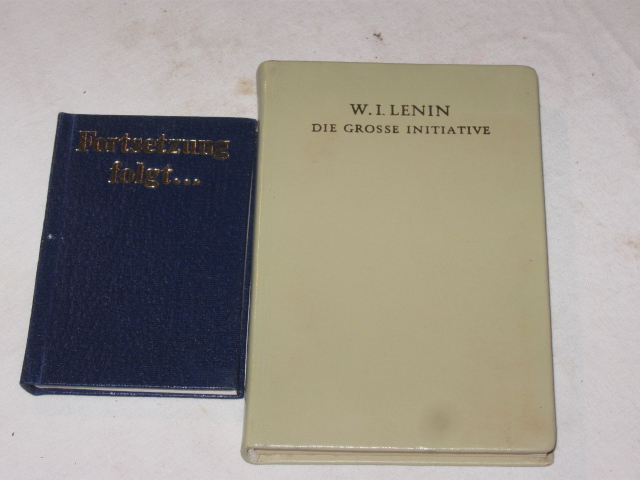 Fortsetzung
folgt...
W. I. LENIN
DIE GROSSE INITIATIVE